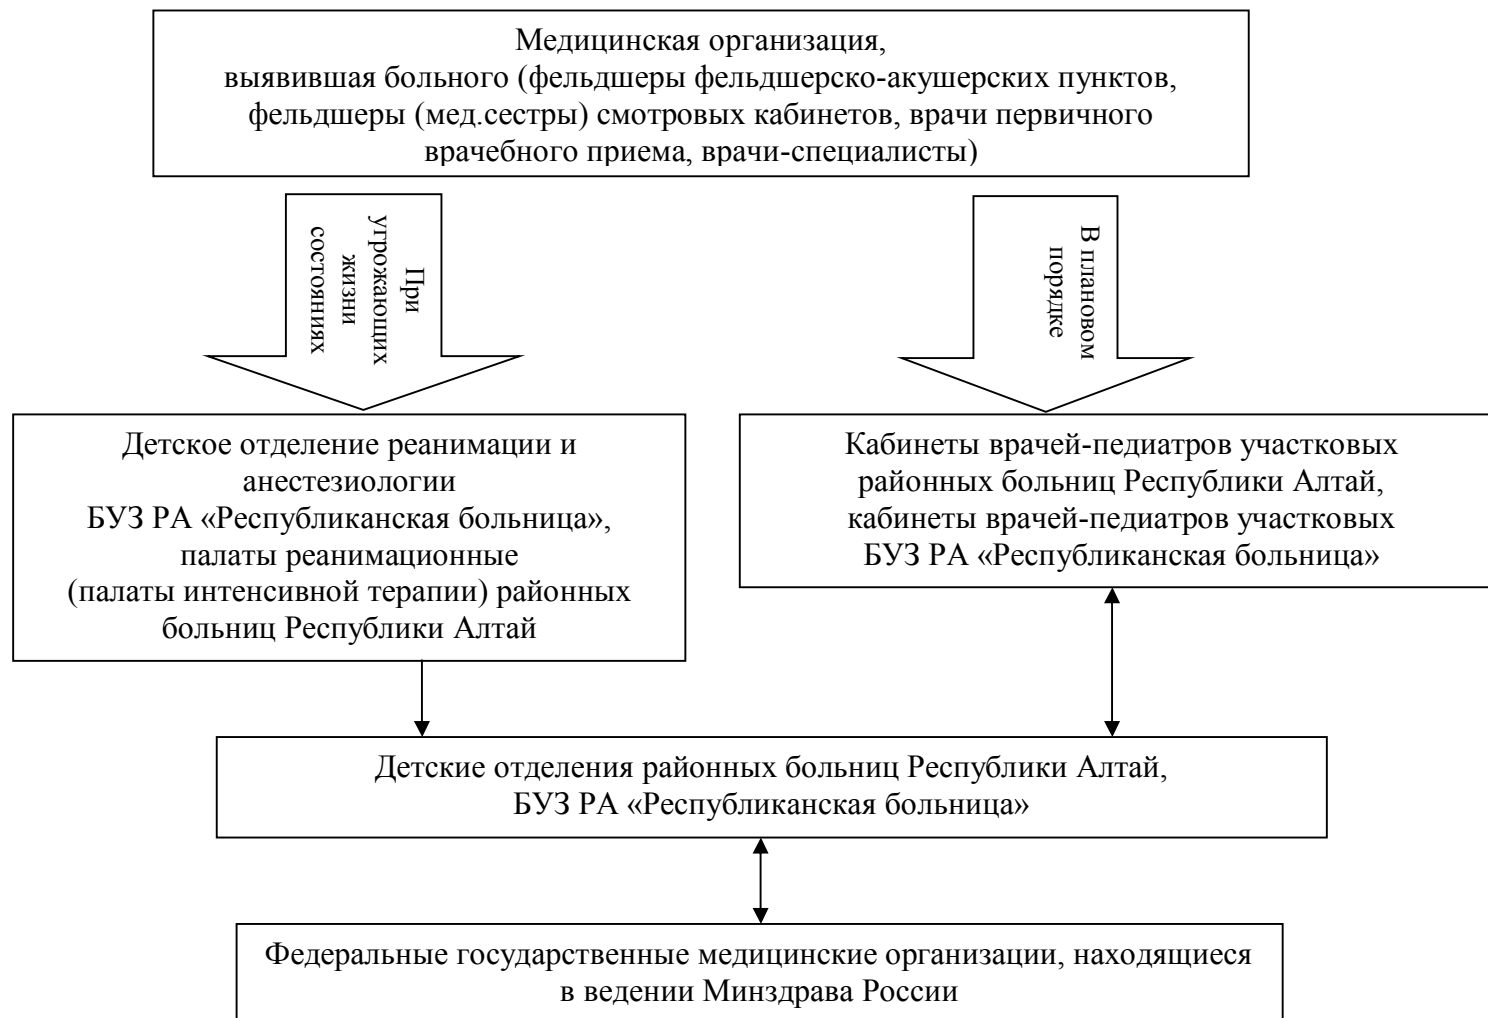 Медицинская организация,
выявившая больного (фельдшеры фельдшерско-акушерских пунктов,
фельдшеры (мед.сестры) смотровых кабинетов, врачи первичного
врачебного приема, врачи-специалисты)
При
угрожающих
жизни
состояниях
В плановом
порядке
Детское отделение реанимации и
анестезиологии
БУЗ РА «Республиканская больница»,
палаты реанимационные
(палаты интенсивной терапии) районных
больниц Республики Алтай
Кабинеты врачей-педиатров участковых
районных больниц Республики Алтай,
кабинеты врачей-педиатров участковых
БУЗ РА «Республиканская больница»
Детские отделения районных больниц Республики Алтай,
БУЗ РА «Республиканская больница»
Федеральные государственные медицинские организации, находящиеся
в ведении Минздрава России